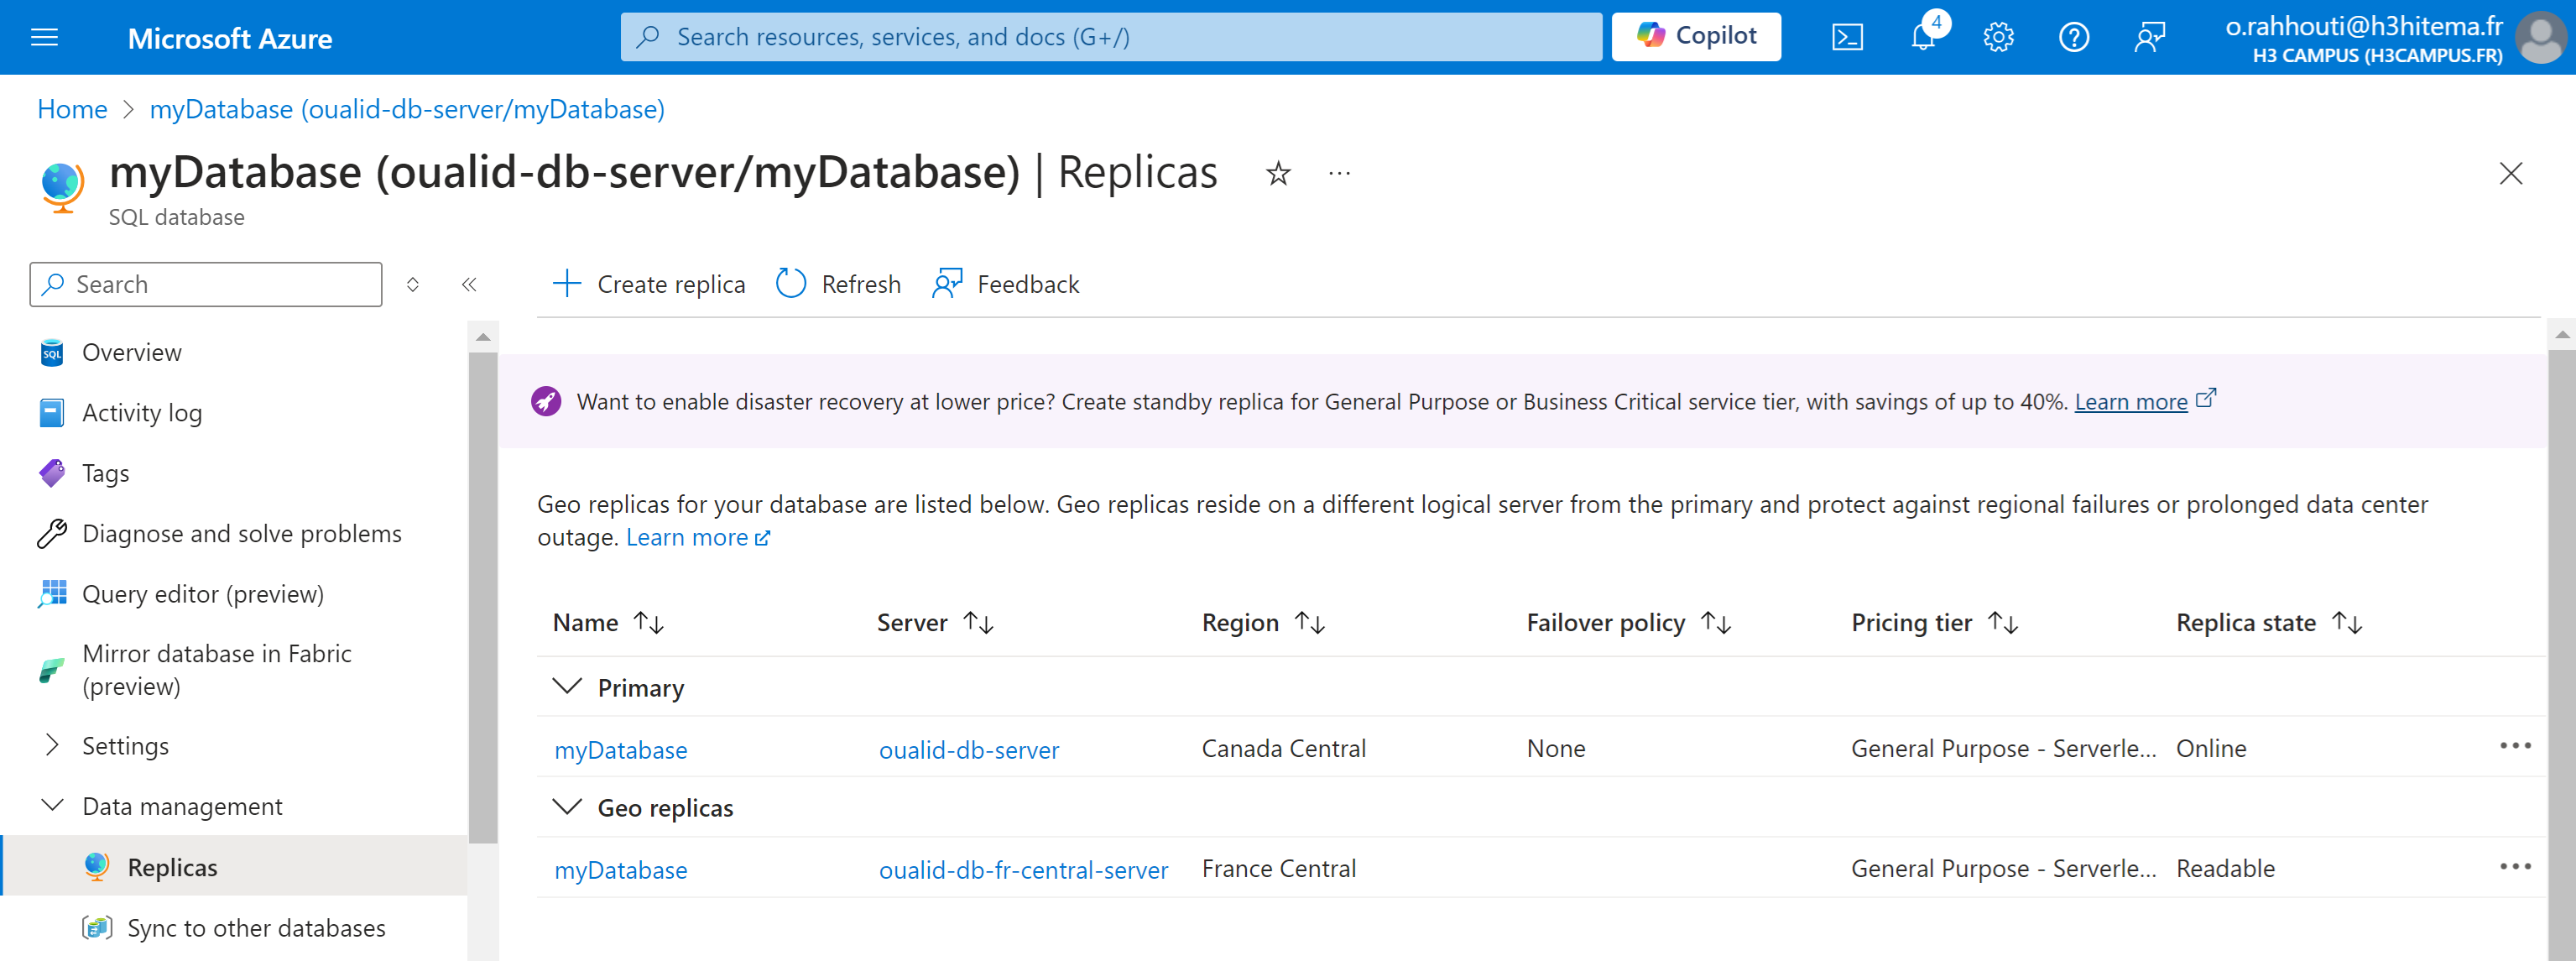 Microsoft Azure
Search resources, services, and docs (G+/)
Copilot
4
o.rahhouti@h3hitema.fr
H3 CAMPUS (H3CAMPUS.FR)
Home > myDatabase (oualid-db-server/myDatabase)
myDatabase (oualid-db-server/myDatabase) | Replicas
SQL database
Search
Create replica
Refresh
Feedback
Overview
Activity log
Tags
Diagnose and solve problems
Query editor (preview)
Mirror database in Fabric
(preview)
Settings
Data management
Replicas
Sync to other databases
Want to enable disaster recovery at lower price? Create standby replica for General Purpose or Business Critical service tier, with savings of up to 40%. Learn more
Geo replicas for your database are listed below. Geo replicas reside on a different logical server from the primary and protect against regional failures or prolonged data center
outage. Learn more
Name Server Region Failover policy Pricing tier Replica state
Primary
myDatabase oualid-db-server Canada Central None General Purpose - Serverle... Online
Geo replicas
myDatabase oualid-db-fr-central-server France Central General Purpose - Serverle... Readable